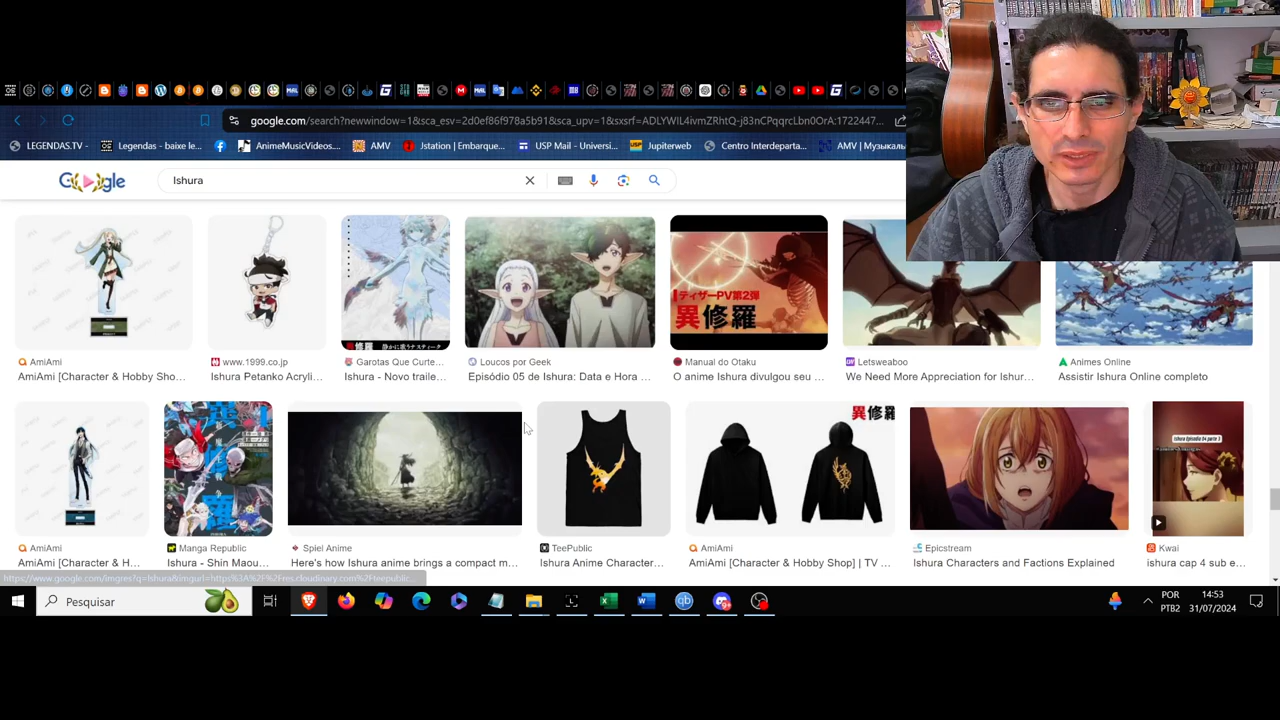 google.com/search?newwindow=1&sca_esv=2d0ef86f978a5b91&sca_upv=1&sxsrf=ADLYWIL4ivmZRhtQ-j83nCPqqrcLbn0OrA:1722447...
LEGENDAS.TV -
Legendas - baixe le...
AnimeMusicVideos...
AMV
Jstation | Embarque...
USP Mail - Universi...
Jupiterweb
Centro Interdeparta...
AMV | Музыкаль
Ishura
ティザーPV第2弾
異修羅
AmiAmi
www.1999.co.jp
Garotas Que Curte...
Loucos por Geek
Manual do Otaku
Letsweaboo
Animes Online
AmiAmi [Character & Hobby Sho...
Ishura Petanko Acryli...
Ishura - Novo traile...
Episódio 05 de Ishura: Data e Hora ...
O anime Ishura divulgou seu ...
We Need More Appreciation for Ishur...
Assistir Ishura Online completo
異修羅
AmiAmi
Manga Republic
Spiel Anime
TeePublic
AmiAmi
Epicstream
Kwai
AmiAmi [Character & H...
Ishura - Shin Maou...
Here's how Ishura anime brings a compact m...
Ishura Anime Character...
AmiAmi [Character & Hobby Shop] | TV ...
Ishura Characters and Factions Explained
ishura cap 4 sub e...
Pesquisar
POR
PTB2
14:53
31/07/2024